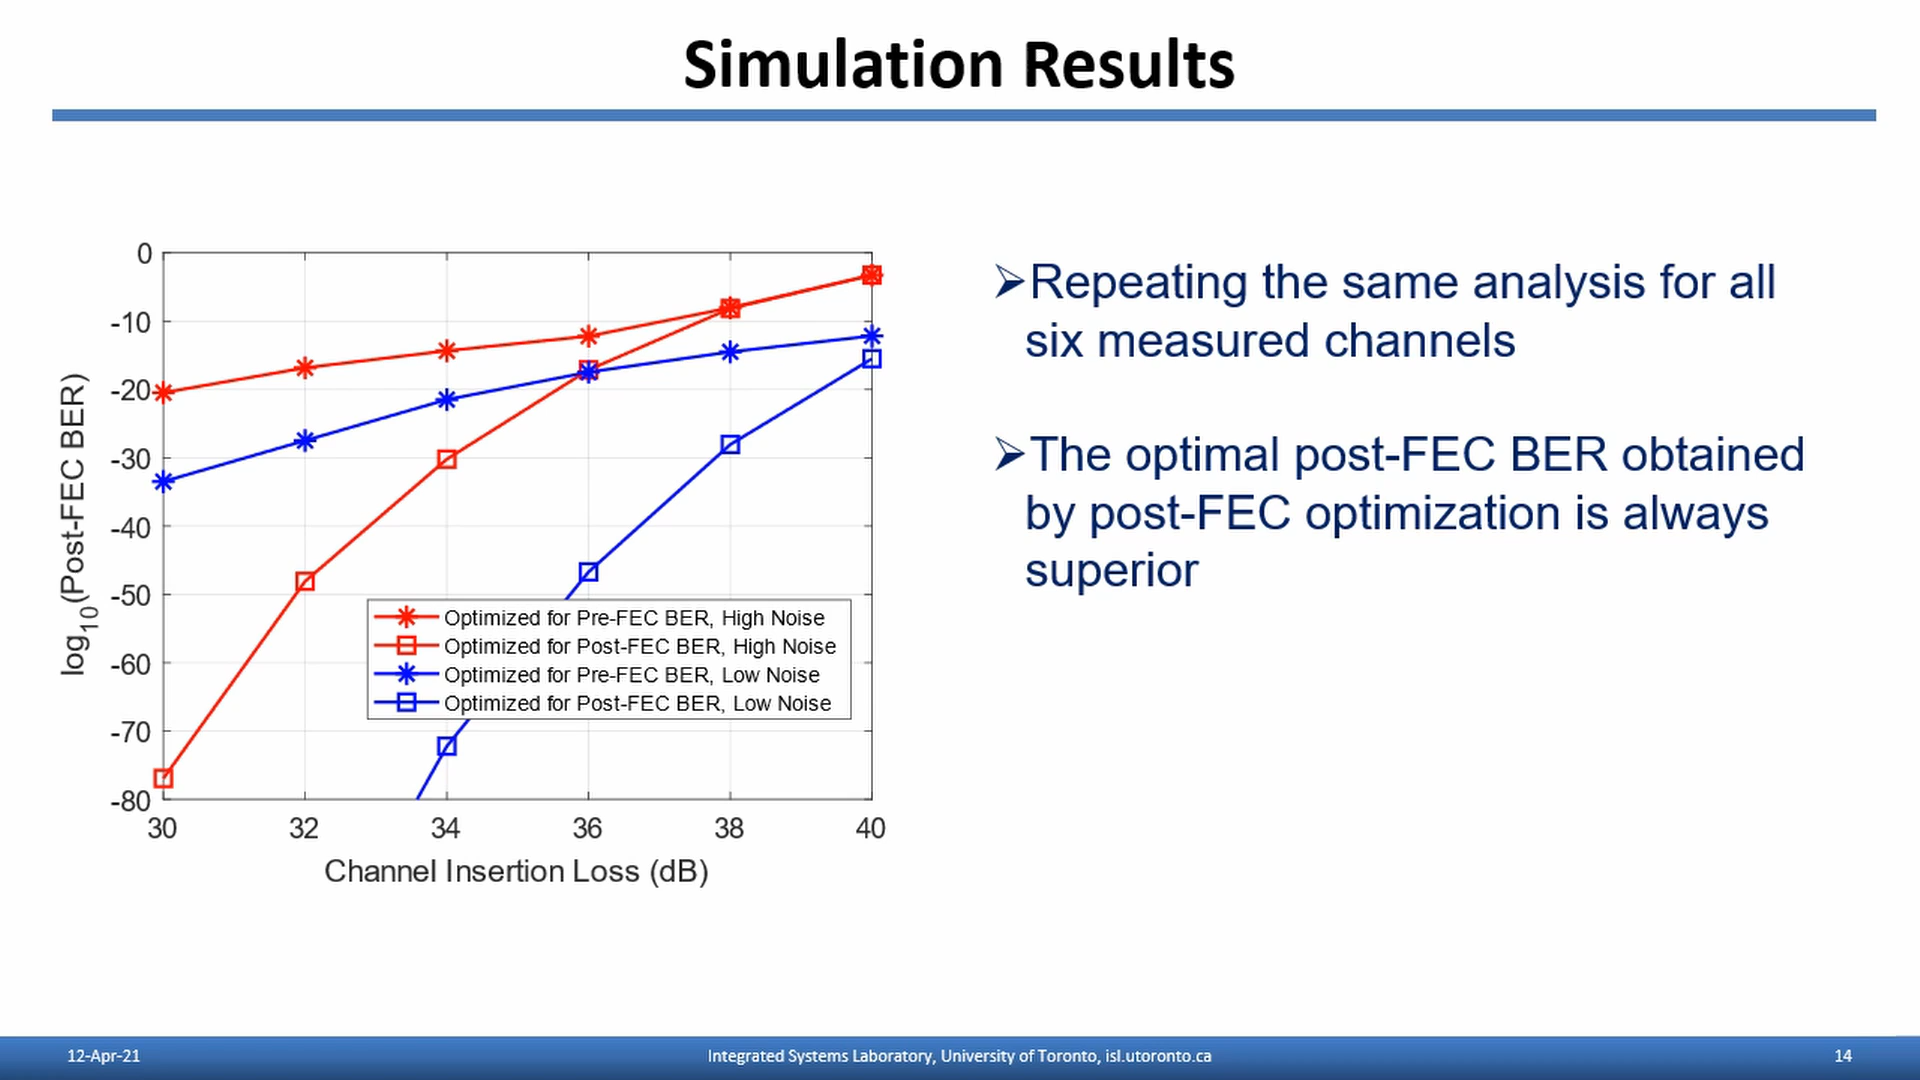 Simulation Results
0
-10
-20
-30
-40
-50
-60
-70
-80
30 32 34 36 38 40
log10(Post-FEC BER)
Channel Insertion Loss (dB)
Optimized for Pre-FEC BER, High Noise
Optimized for Post-FEC BER, High Noise
Optimized for Pre-FEC BER, Low Noise
Optimized for Post-FEC BER, Low Noise
➢Repeating the same analysis for all
six measured channels
➢The optimal post-FEC BER obtained
by post-FEC optimization is always
superior
12-Apr-21 Integrated Systems Laboratory, University of Toronto, isl.utoronto.ca 14